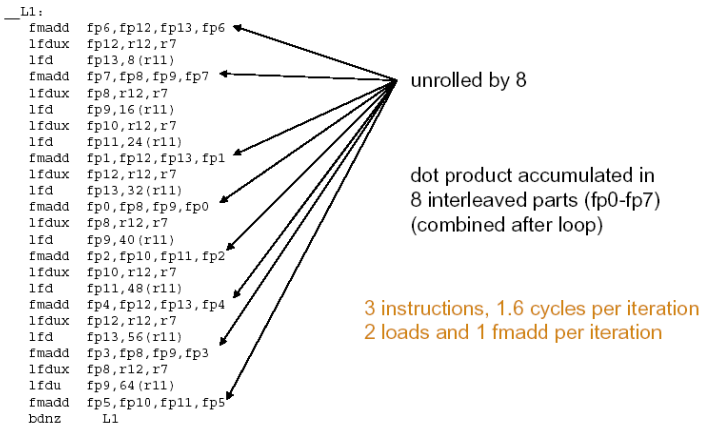 __L1:
fmadd fp6,fp12,fp13,fp6
lfdux fp12,r12,r7
lfd fp13,8(r11)
fmadd fp7,fp8,fp9,fp7
lfdux fp8,r12,r7
lfd fp9,16(r11)
lfdux fp10,r12,r7
lfd fp11,24(r11)
fmadd fp1,fp12,fp13,fp1
lfdux fp12,r12,r7
lfd fp13,32(r11)
fmadd fp0,fp8,fp9,fp0
lfdux fp8,r12,r7
lfd fp9,40(r11)
fmadd fp2,fp10,fp11,fp2
lfdux fp10,r12,r7
lfd fp11,48(r11)
fmadd fp4,fp12,fp13,fp4
lfdux fp12,r12,r7
lfd fp13,56(r11)
fmadd fp3,fp8,fp9,fp3
lfdux fp8,r12,r7
lfdu fp9,64(r11)
fmadd fp5,fp10,fp11,fp5
bdnz L1
unrolled by 8
dot product accumulated in
8 interleaved parts (fp0-fp7)
(combined after loop)
3 instructions, 1.6 cycles per iteration
2 loads and 1 fmadd per iteration